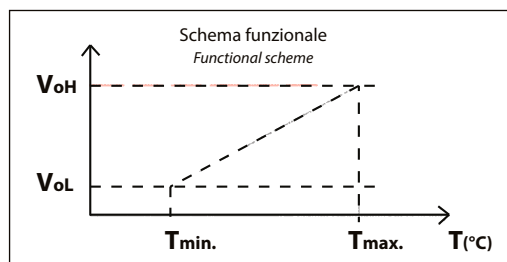 Schema funzionale
Functional scheme
VoH
VoL
Tmin.
Tmax.
T(°C)